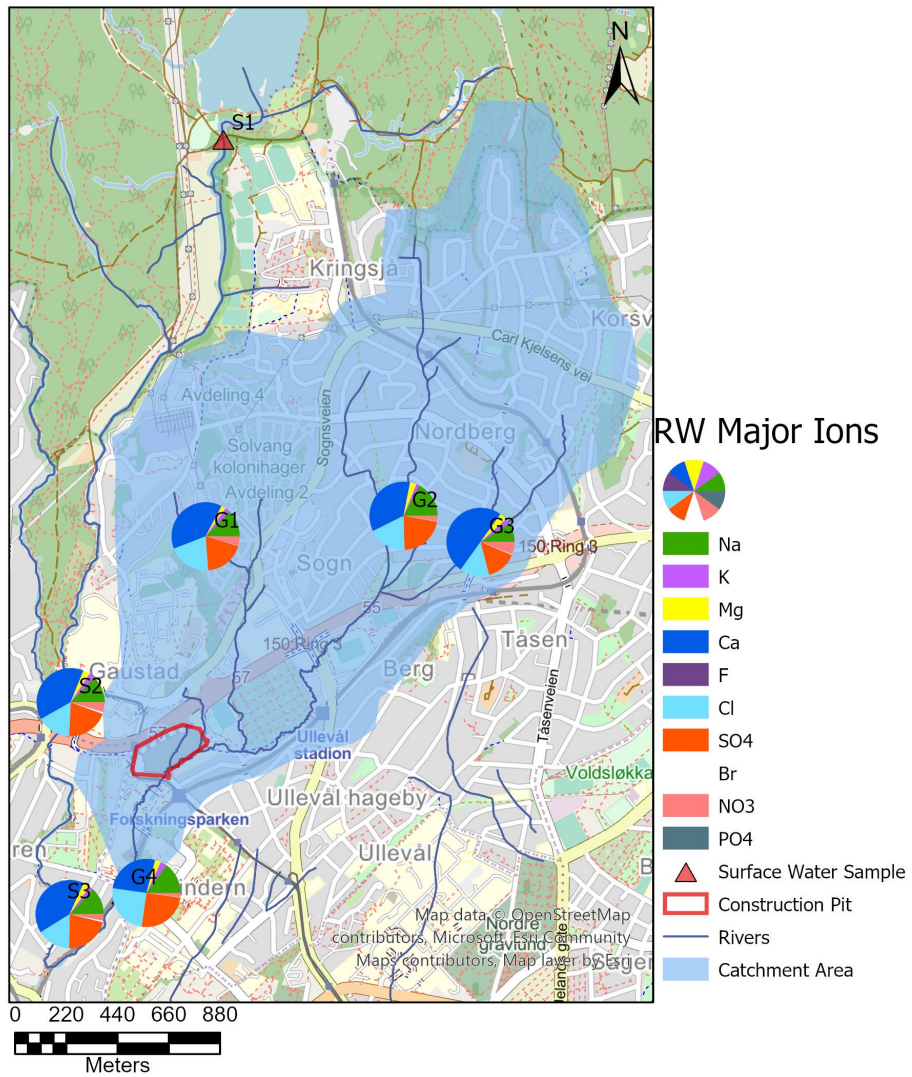 N
S1
Kringsjå
Korsv
Carl Kjelsens vei
Avdeling 4
Sognsveien
Nordberg
Solvang
kolonihager
Avdeling 2
G1
G2
G3
150;Ring 3
Sogn
55
Tåsen
150;Ring 3
Berg
Gaustad
57
S2
Tåsenveien
57
Ullevål
stadion
Voldsløkka
Ullevål hageby
Forskningsparken
ren
Ullevål
B
G4
S3
ndern
Map data © OpenStreetMap
contributors, Microsoft, Esri Community
Maps contributors, Map layer by Esri
Nordre
gravlund
jelands gate
RW Major Ions
Na
K
Mg
Ca
F
Cl
SO4
Br
NO3
PO4
Surface Water Sample
Construction Pit
Rivers
Catchment Area
0 220 440 660 880
Meters